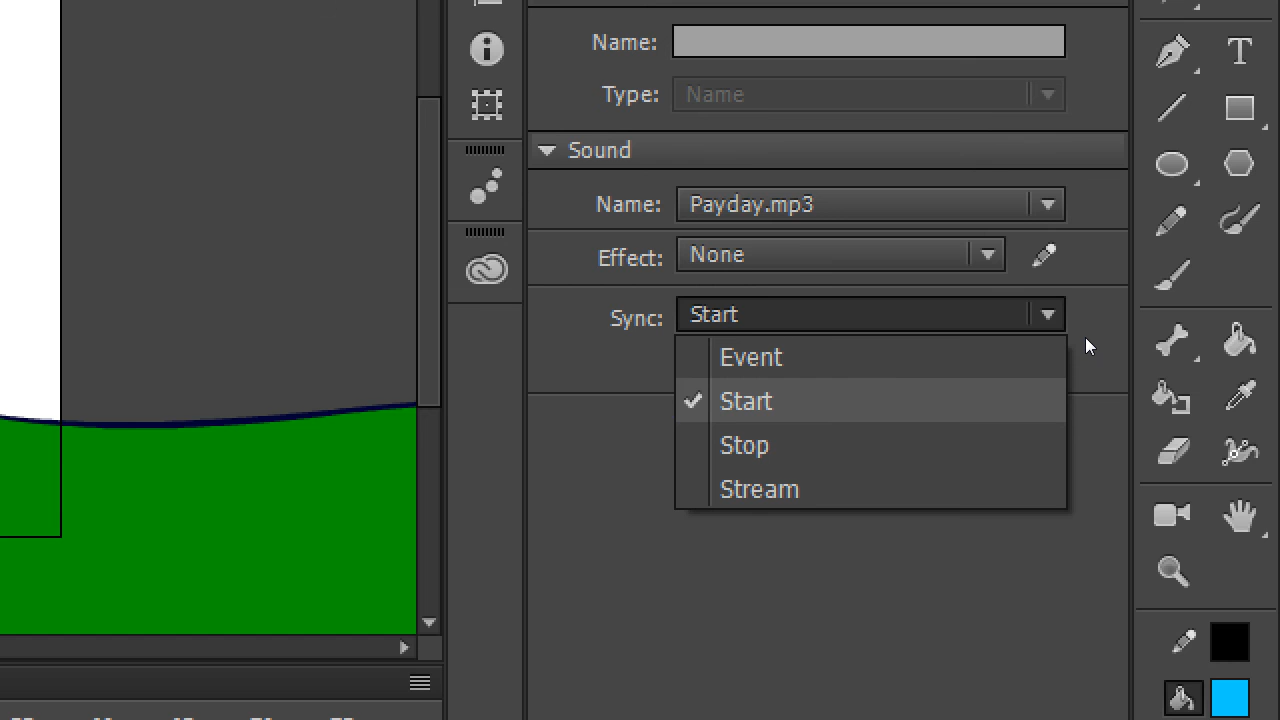 Name:
Type: Name
Sound
Name: Payday.mp3
Effect: None
Sync: Start
Event
Start
Stop
Stream